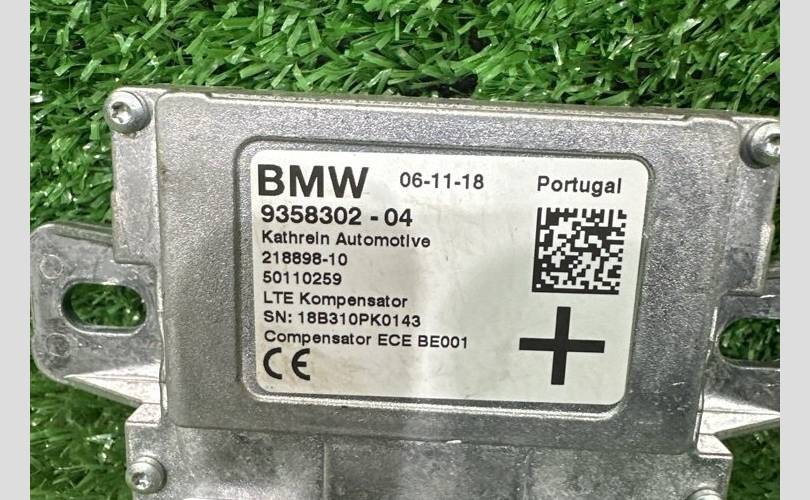 BMW 06-11-18 Portugal
9358302 - 04
Kathrein Automotive
218898-10
50110259
LTE Kompensator
SN: 18B310PK0143
Compensator ECE BE001
CE